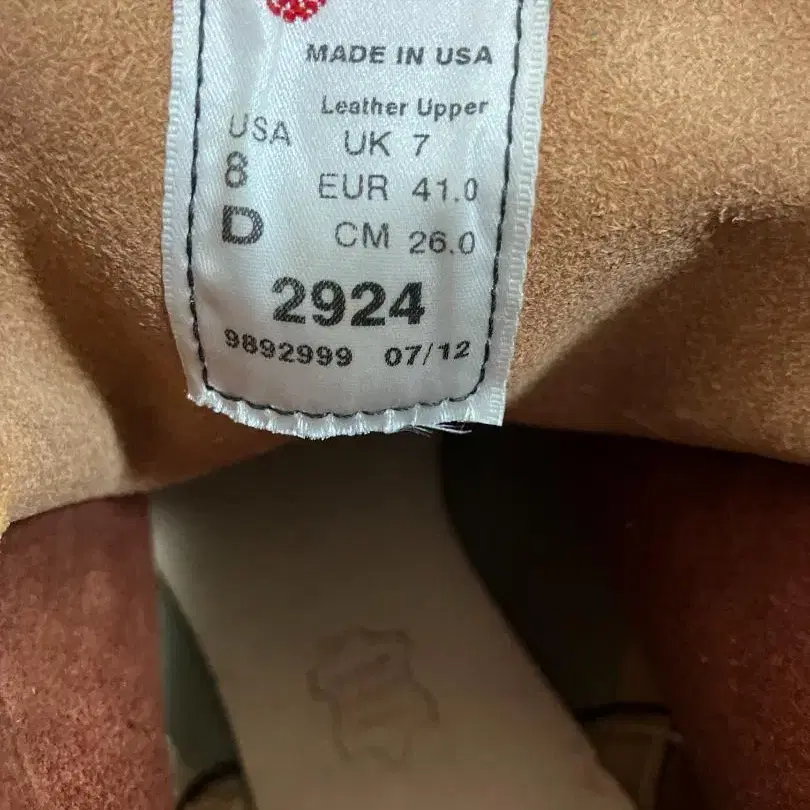 MADE IN USA
Leather Upper
USA
8
D
UK 7
EUR 41.0
CM 26.0
2924
9892999 07/12